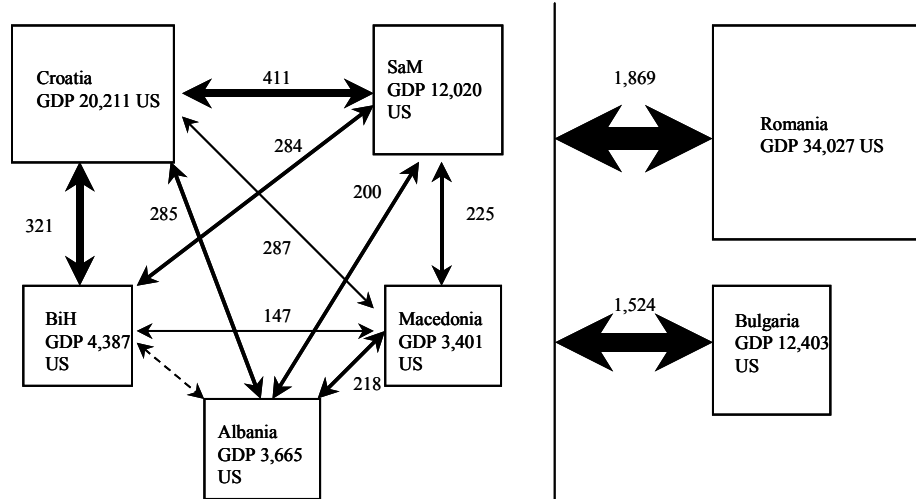 Croatia
GDP 20,211 US
411
SaM
GDP 12,020
US
1,869
Romania
GDP 34,027 US
284
200
321
285
287
225
BiH
GDP 4,387
US
147
Macedonia
GDP 3,401
US
218
Albania
GDP 3,665
US
1,524
Bulgaria
GDP 12,403
US